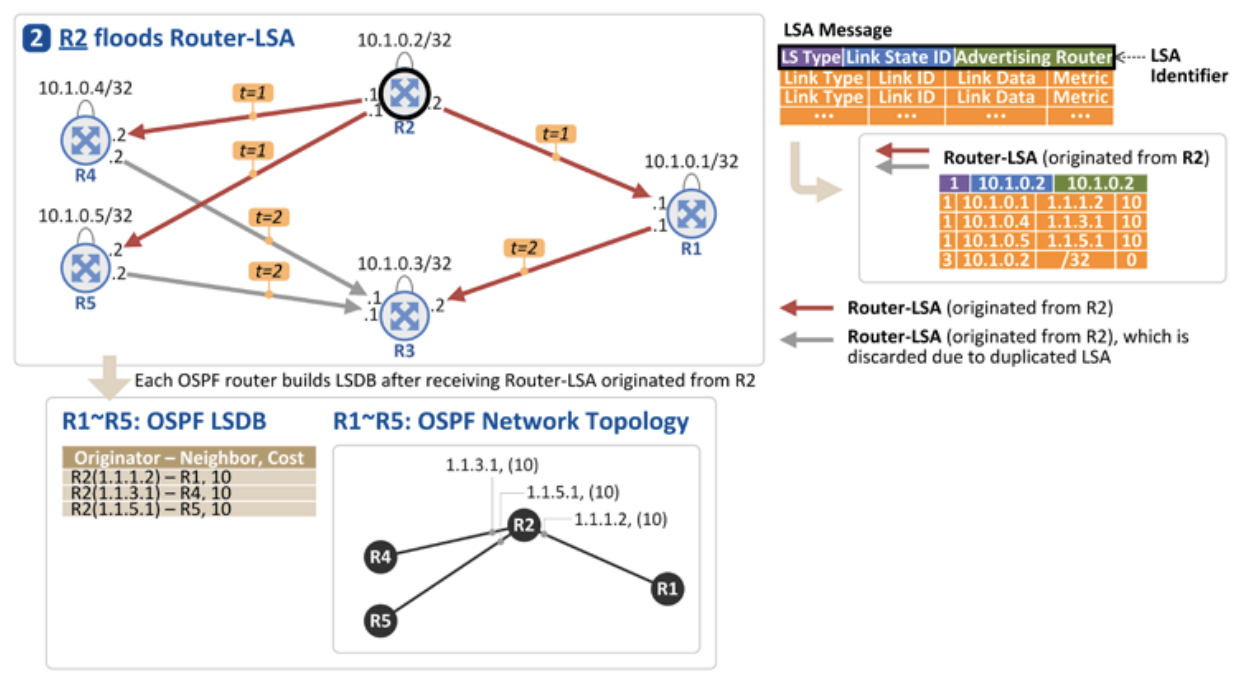 2 R2 floods Router-LSA
10.1.0.2/32
10.1.0.4/32
t=1
.1
.1
.2
R2
.2
.2
R4
t=1
t=1
10.1.0.1/32
.1
.1
R1
10.1.0.5/32
.2
.2
R5
t=2
t=2
t=2
10.1.0.3/32
.1
.1
.2
R3
LSA Message
LS Type Link State ID Advertising Router
Link Type Link ID Link Data Metric
Link Type Link ID Link Data Metric
... ... ... ...
LSA
Identifier
Router-LSA (originated from R2)
1 10.1.0.2 10.1.0.2
1 10.1.0.1 1.1.1.2 10
1 10.1.0.4 1.1.3.1 10
1 10.1.0.5 1.1.5.1 10
3 10.1.0.2 /32 0
Router-LSA (originated from R2)
Router-LSA (originated from R2), which is
discarded due to duplicated LSA
Each OSPF router builds LSDB after receiving Router-LSA originated from R2
R1~R5: OSPF LSDB
Originator – Neighbor, Cost
R2(1.1.1.2) – R1, 10
R2(1.1.3.1) – R4, 10
R2(1.1.5.1) – R5, 10
R1~R5: OSPF Network Topology
1.1.3.1, (10)
1.1.5.1, (10)
1.1.1.2, (10)
R2
R4
R1
R5